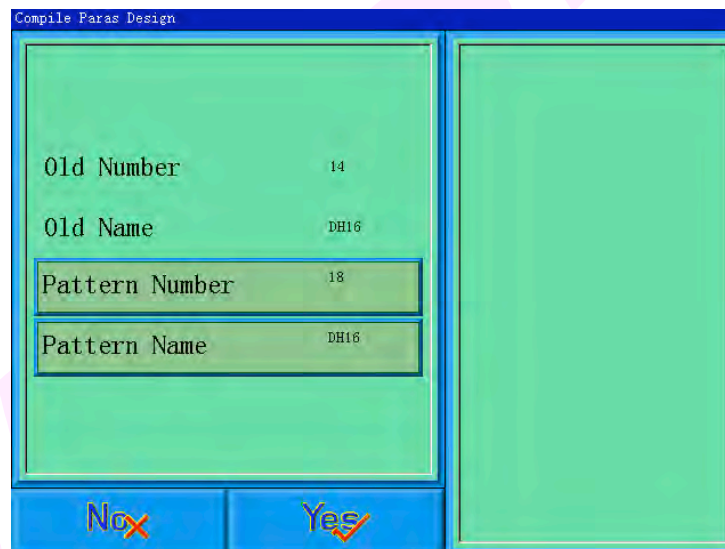 Compile Paras Design
Old Number 14
Old Name DH16
Pattern Number 18
Pattern Name DH16
No Yes